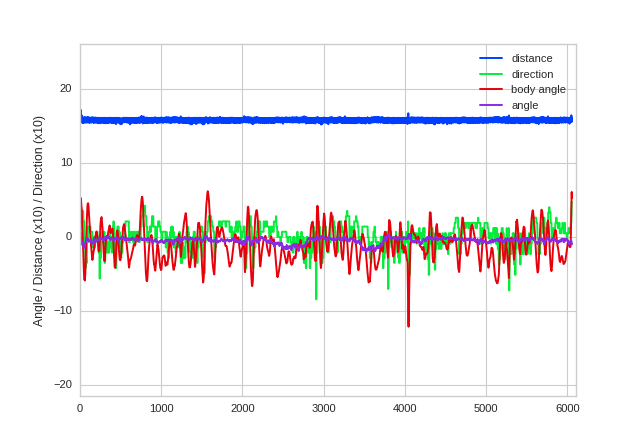 distance
direction
body angle
angle
Angle / Distance (x10) / Direction (x10)
20
10
0
−10
−20
0 1000 2000 3000 4000 5000 6000